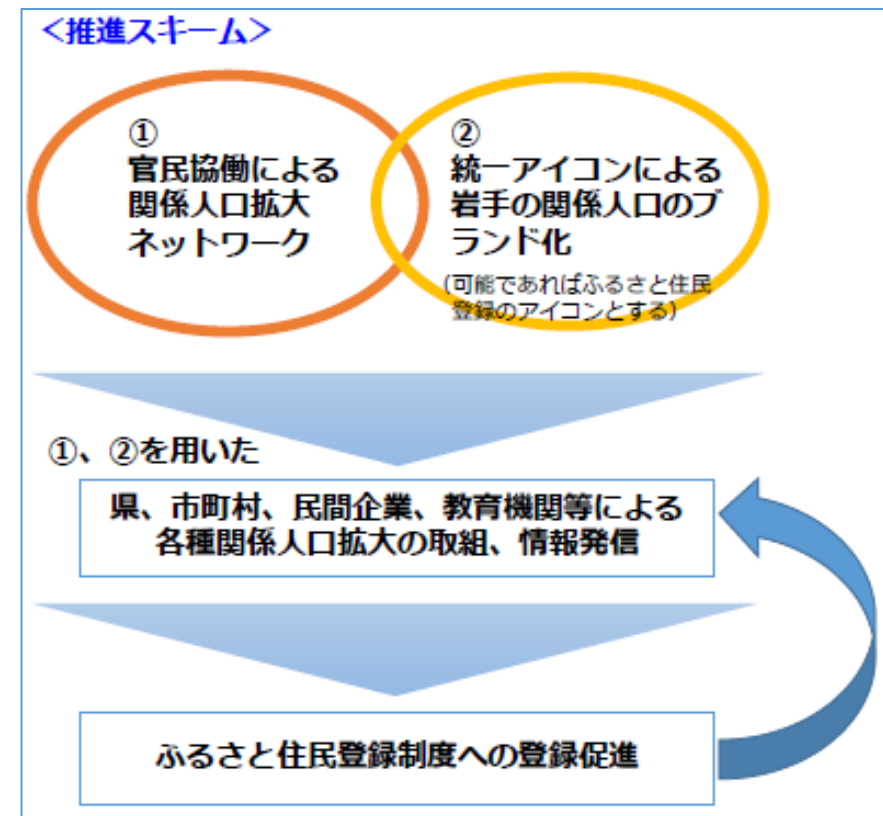 ＜推進スキーム＞
①
官民協働による
関係人口拡大
ネットワーク
②
統一アイコンによる
岩手の関係人口のブ
ランド化
(可能であればふるさと住民
登録のアイコンとする)
①、②を用いた
県、市町村、民間企業、教育機関等による
各種関係人口拡大の取組、情報発信
ふるさと住民登録制度への登録促進